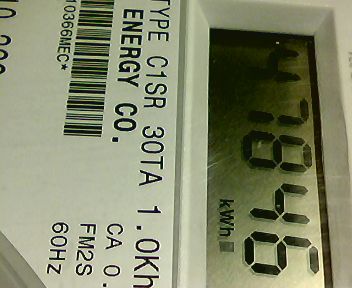 47846
kWh
TYPE C1SR 30TA 1.0Kh
ENERGY CO.
CA 0.
FM2S
10366MEC*
60Hz